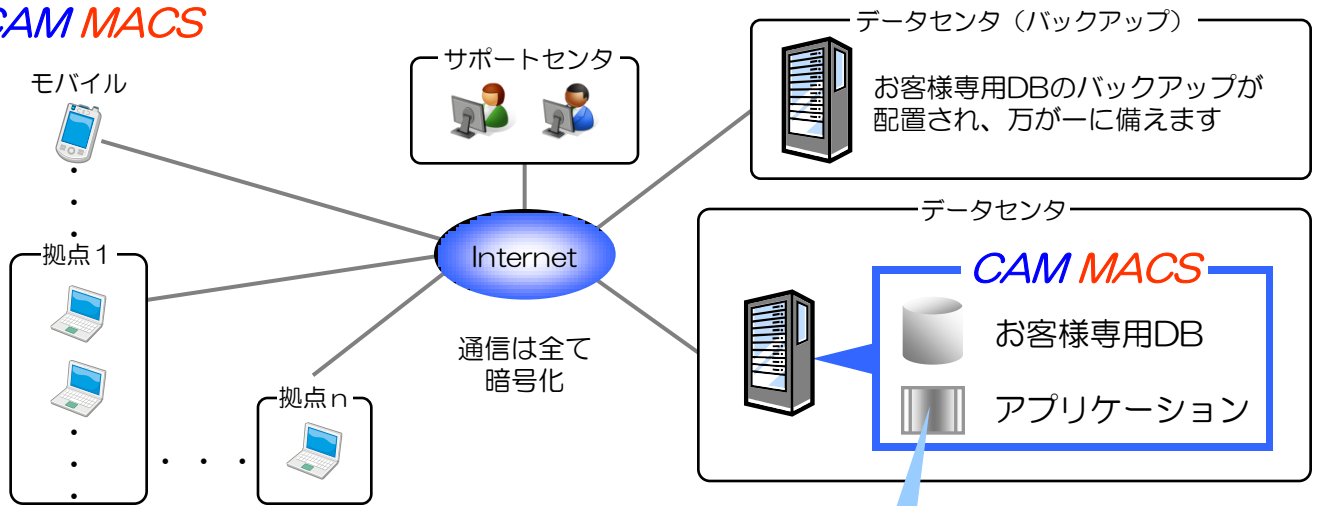 CAM MACS
モバイル
サポートセンタ
データセンタ（バックアップ）
お客様専用DBのバックアップが
配置され、万が一に備えます
データセンタ
拠点１
Internet
CAM MACS
お客様専用DB
通信は全て
暗号化
拠点ｎ
アプリケーション